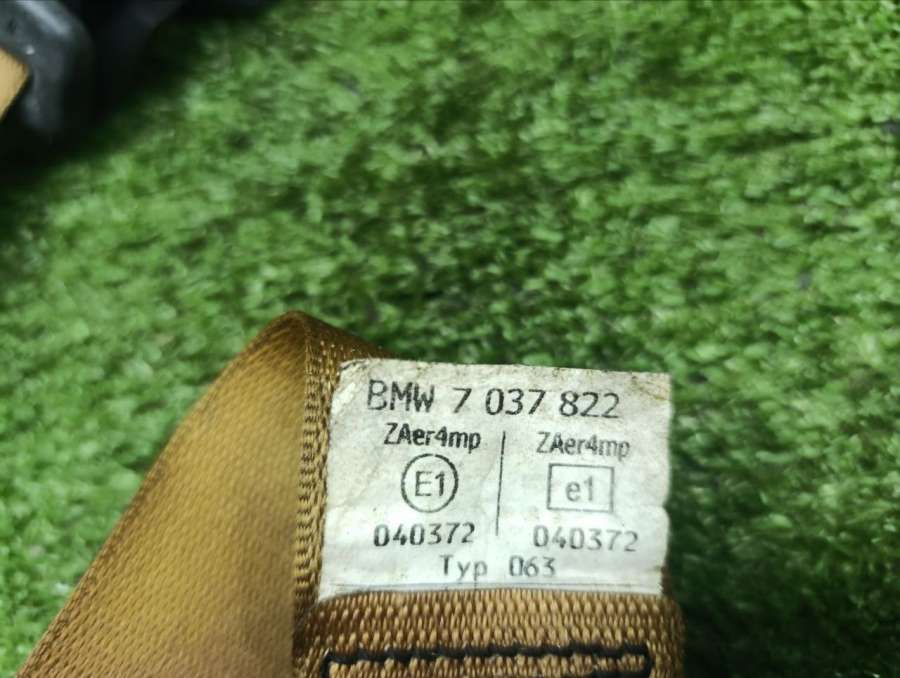 BMW 7 037 822
ZAer4mp ZAer4mp
E1 e1
040372 040372
Typ 063